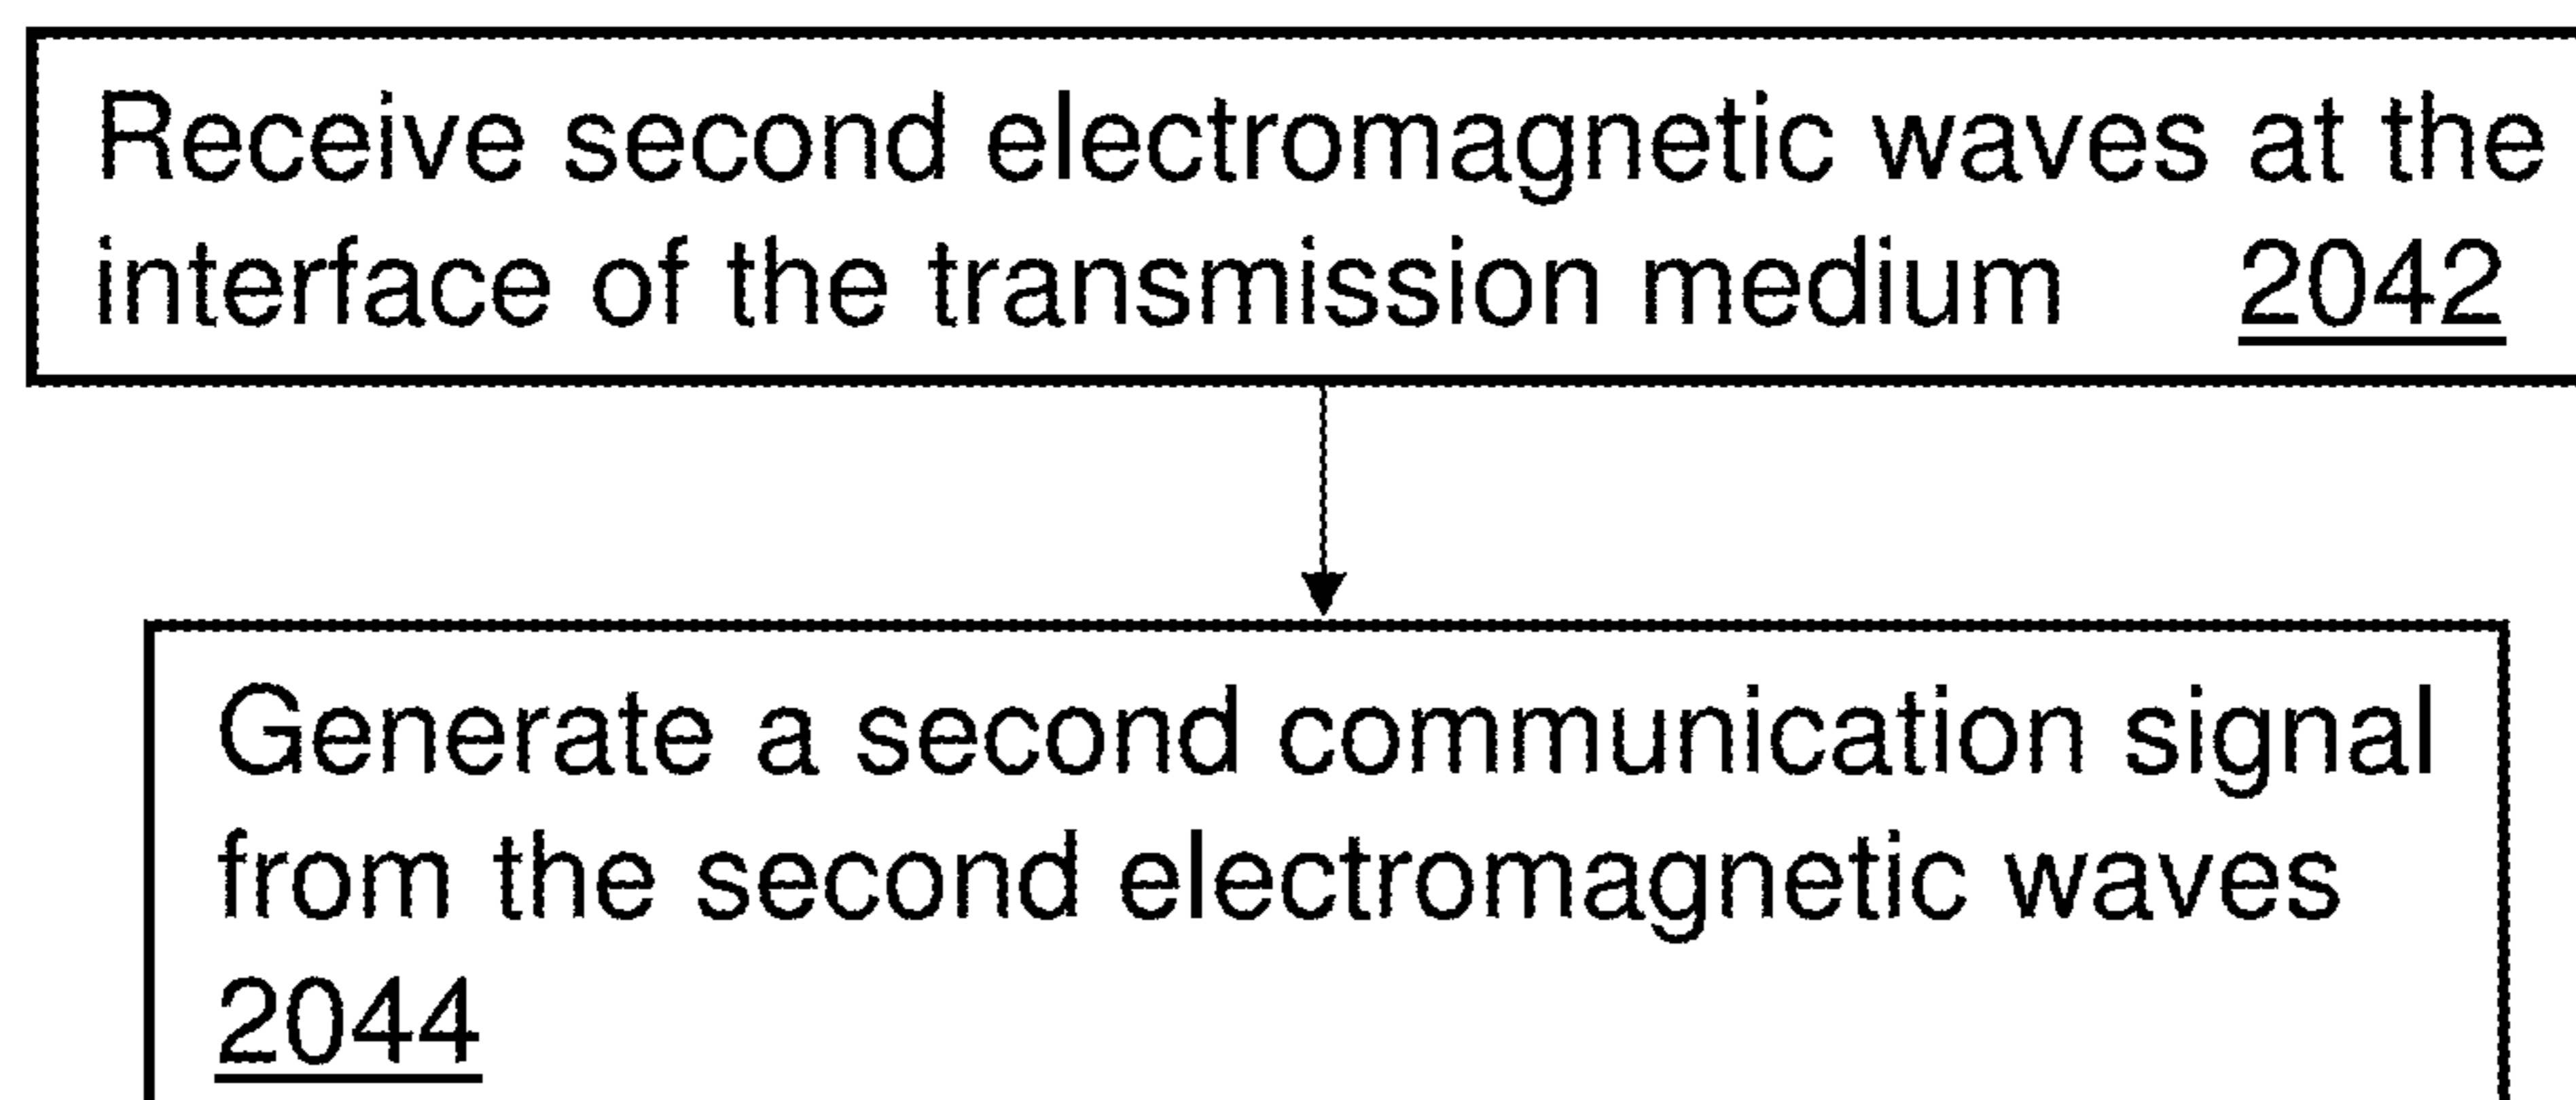 Receive second electromagnetic waves at the
interface of the transmission medium 2042
Generate a second communication signal
from the second electromagnetic waves
2044